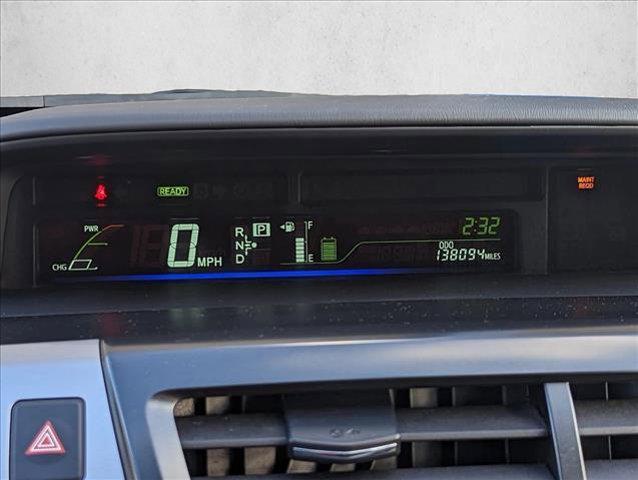 READY
MAINT
REQD
PWR
CHG
0 MPH
R
N
D
P
B
F
E
2:32
ODO
138094 MILES